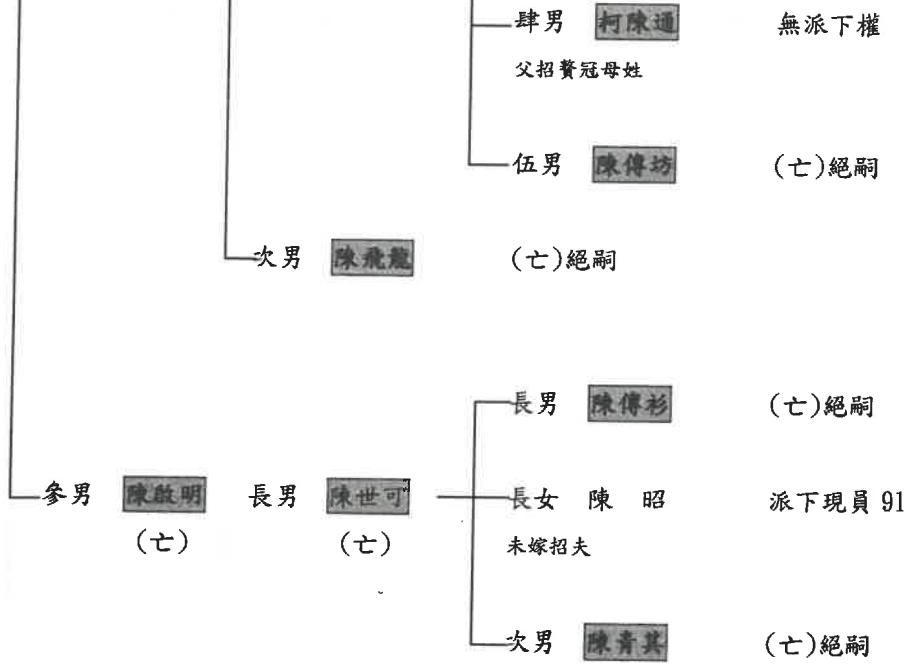 肆男 柯陳通 無派下權
父招贅冠母姓
伍男 陳傳坊 (亡)絕嗣
次男 陳飛龍 (亡)絕嗣
長男 陳傳衫 (亡)絕嗣
參男 陳啟明 長男 陳世可 長女 陳 昭 派下現員 91
(亡) (亡) 未嫁招夫
次男 陳青其 (亡)絕嗣